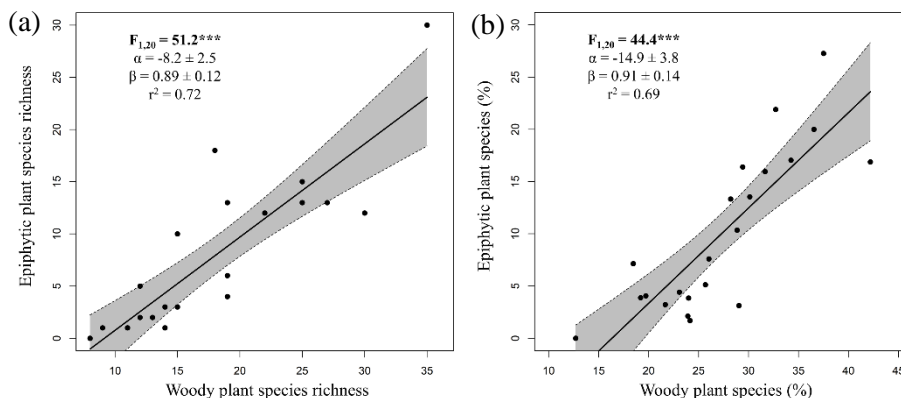 (a)
F1,20 = 51.2***
α = -8.2 ± 2.5
β = 0.89 ± 0.12
r² = 0.72
Epiphytic plant species richness
30
25
20
15
10
5
0
10 15 20 25 30 35
Woody plant species richness
(b)
F1,20 = 44.4***
α = -14.9 ± 3.8
β = 0.91 ± 0.14
r² = 0.69
Epiphytic plant species (%)
30
25
20
15
10
5
0
10 15 20 25 30 35 40 45
Woody plant species (%)